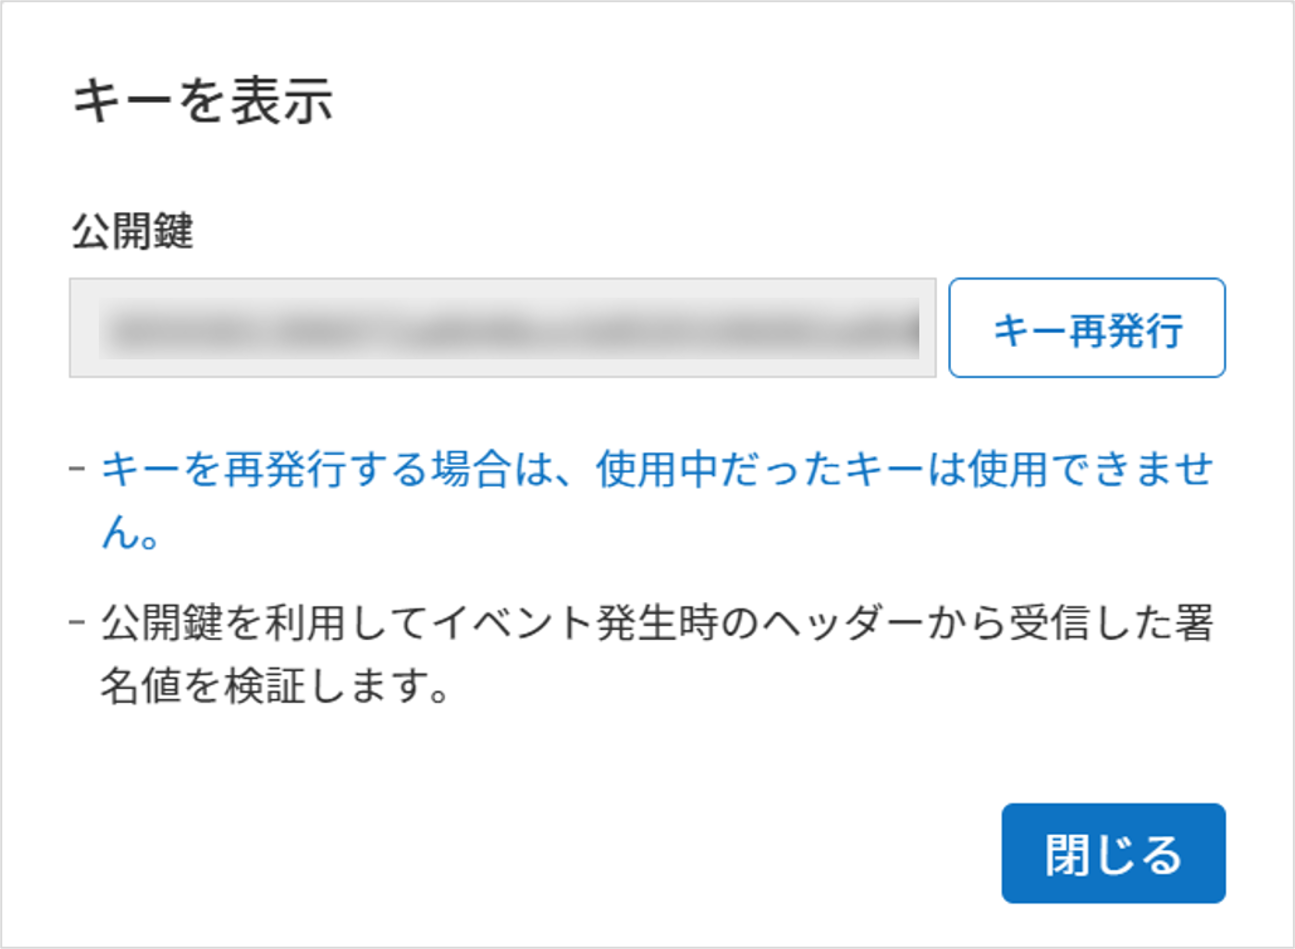 キーを表示
公開鍵
キー再発行
- キーを再発行する場合は、使用中だったキーは使用できませ
ん。
- 公開鍵を利用してイベント発生時のヘッダーから受信した署
名値を検証します。
閉じる